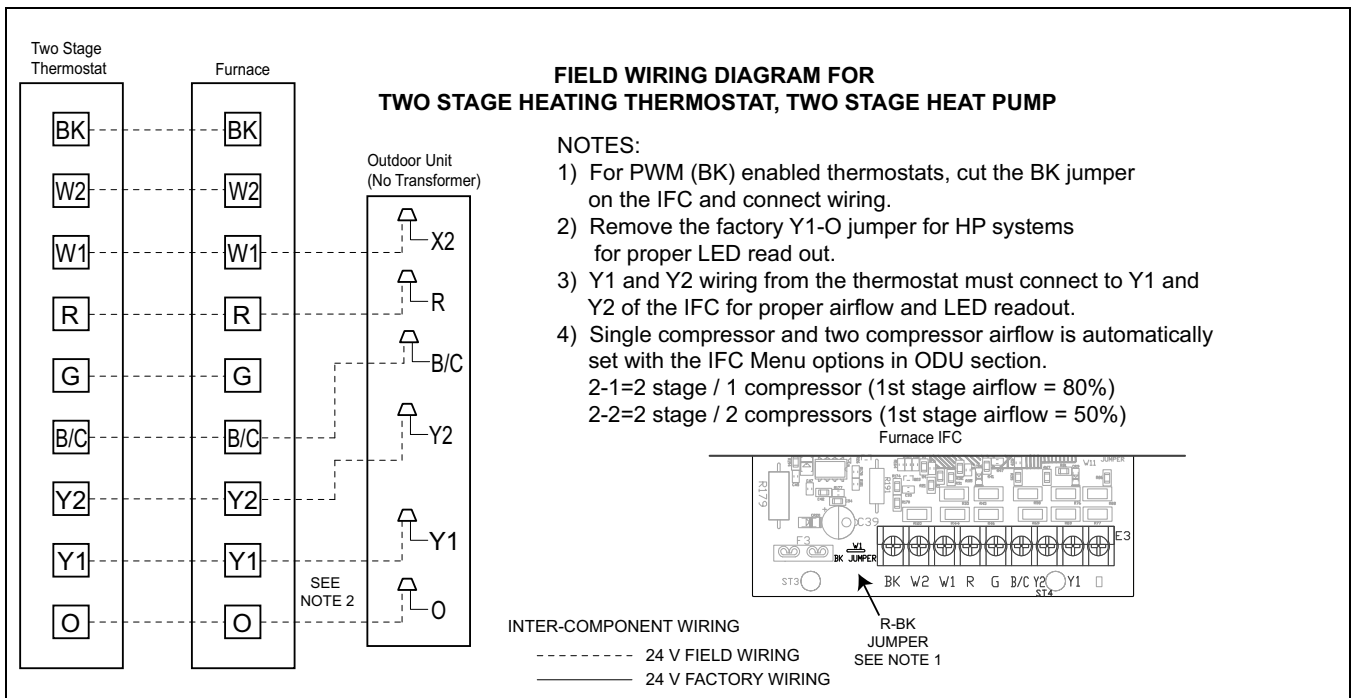 Two Stage
Thermostat
Furnace
FIELD WIRING DIAGRAM FOR
TWO STAGE HEATING THERMOSTAT, TWO STAGE HEAT PUMP
NOTES:
1) For PWM (BK) enabled thermostats, cut the BK jumper
on the IFC and connect wiring.
2) Remove the factory Y1-O jumper for HP systems
for proper LED read out.
3) Y1 and Y2 wiring from the thermostat must connect to Y1 and
Y2 of the IFC for proper airflow and LED readout.
4) Single compressor and two compressor airflow is automatically
set with the IFC Menu options in ODU section.
2-1=2 stage / 1 compressor (1st stage airflow = 80%)
2-2=2 stage / 2 compressors (1st stage airflow = 50%)
Outdoor Unit
(No Transformer)
BK BK
W2 W2
W1 W1 X2
R R R
G G
B/C B/C B/C
Y2 Y2 Y2
Y1 Y1 Y1
O O O
SEE
NOTE 2
Furnace IFC
W11 JUMPER
R179
R191
C39
F3
W1
BK JUMPER
E3
ST3
BK W2 W1 R G B/C Y2 Y1
ST4
R-BK
JUMPER
SEE NOTE 1
INTER-COMPONENT WIRING
24 V FIELD WIRING
24 V FACTORY WIRING